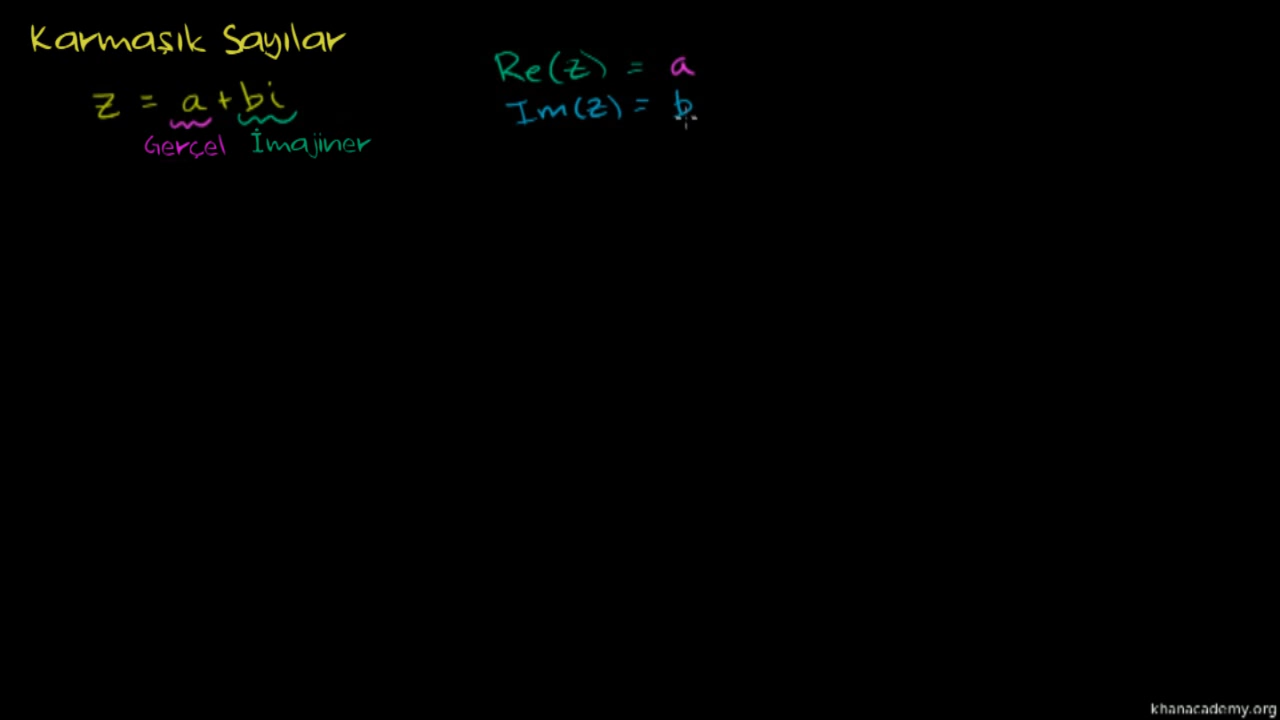 Karmaşık Sayılar
z = a + bi
Gerçel İmajiner
Re(z) = a
Im(z) = b
khanacademy.org